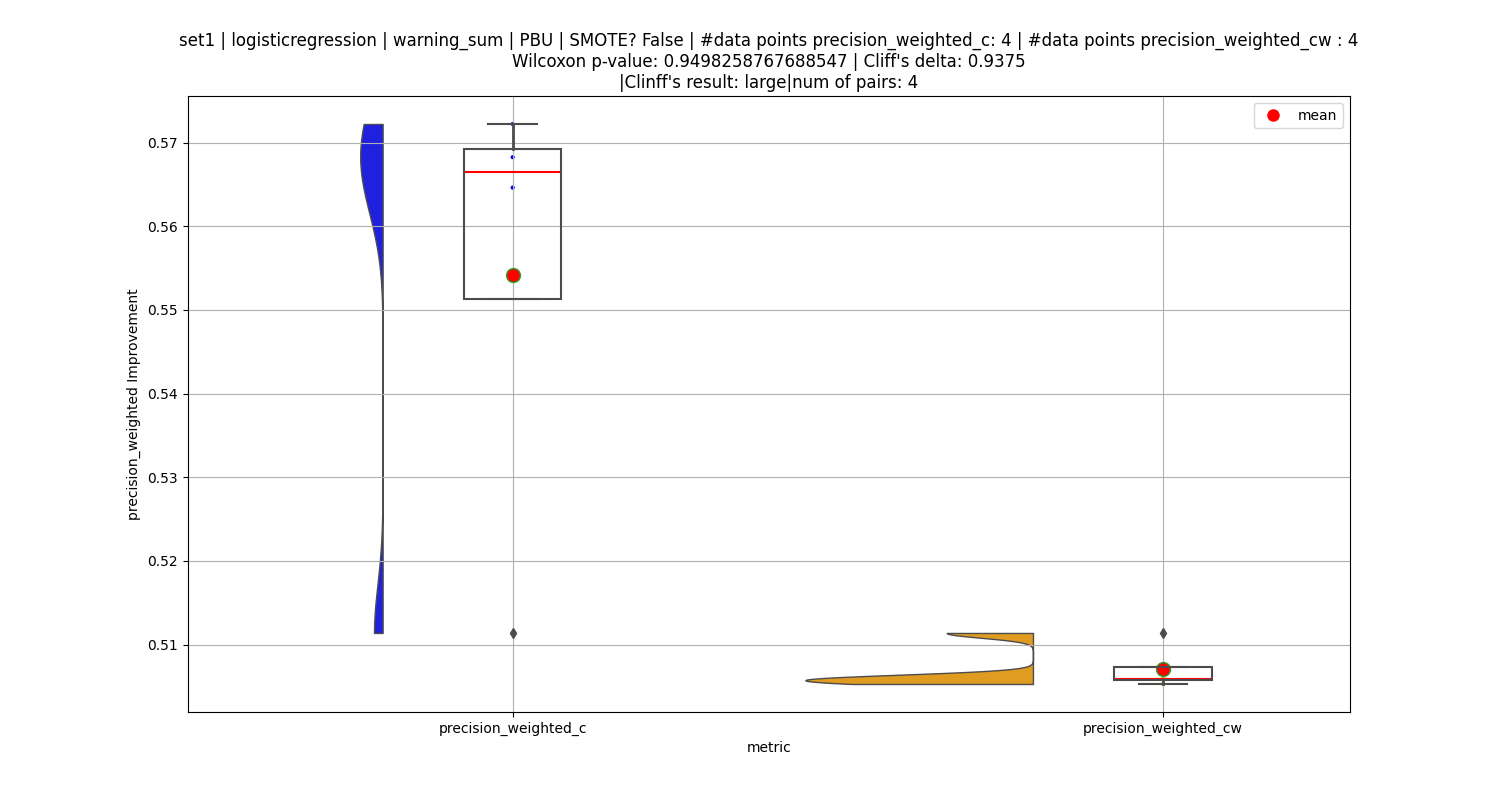 set1 | logisticregression | warning_sum | PBU | SMOTE? False | #data points precision_weighted_c: 4 | #data points precision_weighted_cw : 4
Wilcoxon p-value: 0.9498258767688547 | Cliff's delta: 0.9375
|Clinff's result: large|num of pairs: 4
mean
0.57
0.56
0.55
0.54
0.53
0.52
0.51
precision_weighted Improvement
precision_weighted_c
precision_weighted_cw
metric